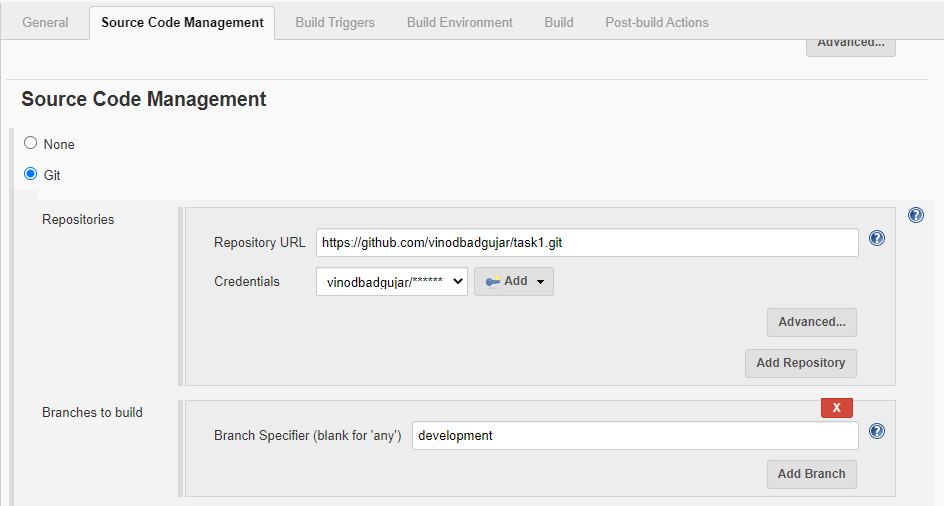 General Source Code Management Build Triggers Build Environment Build Post-build Actions
Advanced...
Source Code Management
None
Git
Repositories
Repository URL https://github.com/vinodbadgujar/task1.git
Credentials vinodbadgujar/****** Add
Advanced...
Add Repository
Branches to build
X
Branch Specifier (blank for 'any') development
Add Branch